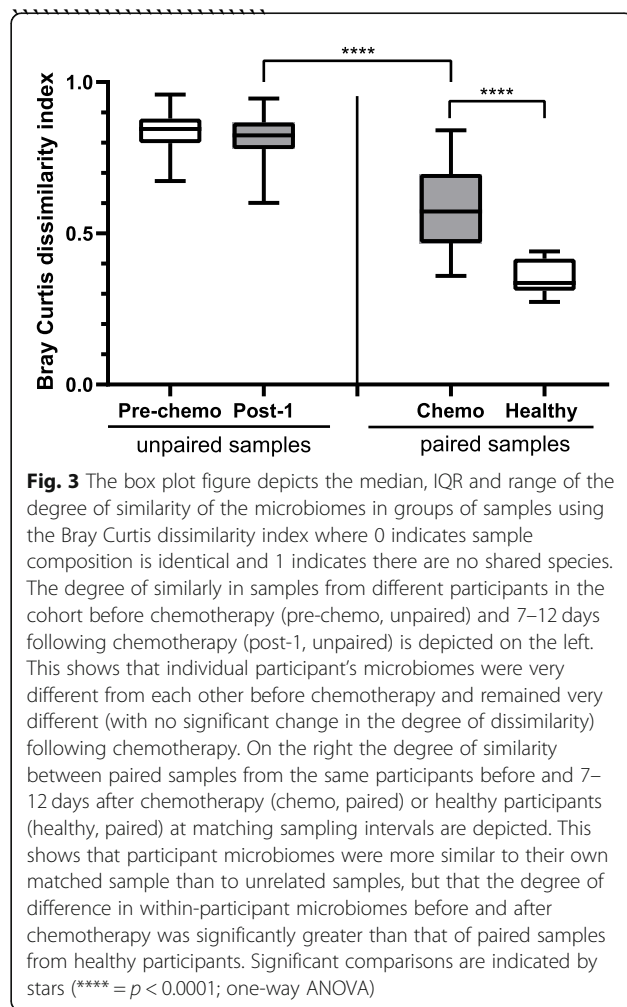 ****
****
Bray Curtis dissimilarity index
1.0
0.5
0.0
Pre-chemo Post-1 Chemo Healthy
unpaired samples paired samples
Fig. 3 The box plot figure depicts the median, IQR and range of the
degree of similarity of the microbiomes in groups of samples using
the Bray Curtis dissimilarity index where 0 indicates sample
composition is identical and 1 indicates there are no shared species.
The degree of similarly in samples from different participants in the
cohort before chemotherapy (pre-chemo, unpaired) and 7–12 days
following chemotherapy (post-1, unpaired) is depicted on the left.
This shows that individual participant's microbiomes were very
different from each other before chemotherapy and remained very
different (with no significant change in the degree of dissimilarity)
following chemotherapy. On the right the degree of similarity
between paired samples from the same participants before and 7–
12 days after chemotherapy (chemo, paired) or healthy participants
(healthy, paired) at matching sampling intervals are depicted. This
shows that participant microbiomes were more similar to their own
matched sample than to unrelated samples, but that the degree of
difference in within-participant microbiomes before and after
chemotherapy was significantly greater than that of paired samples
from healthy participants. Significant comparisons are indicated by
stars (**** = p < 0.0001; one-way ANOVA)